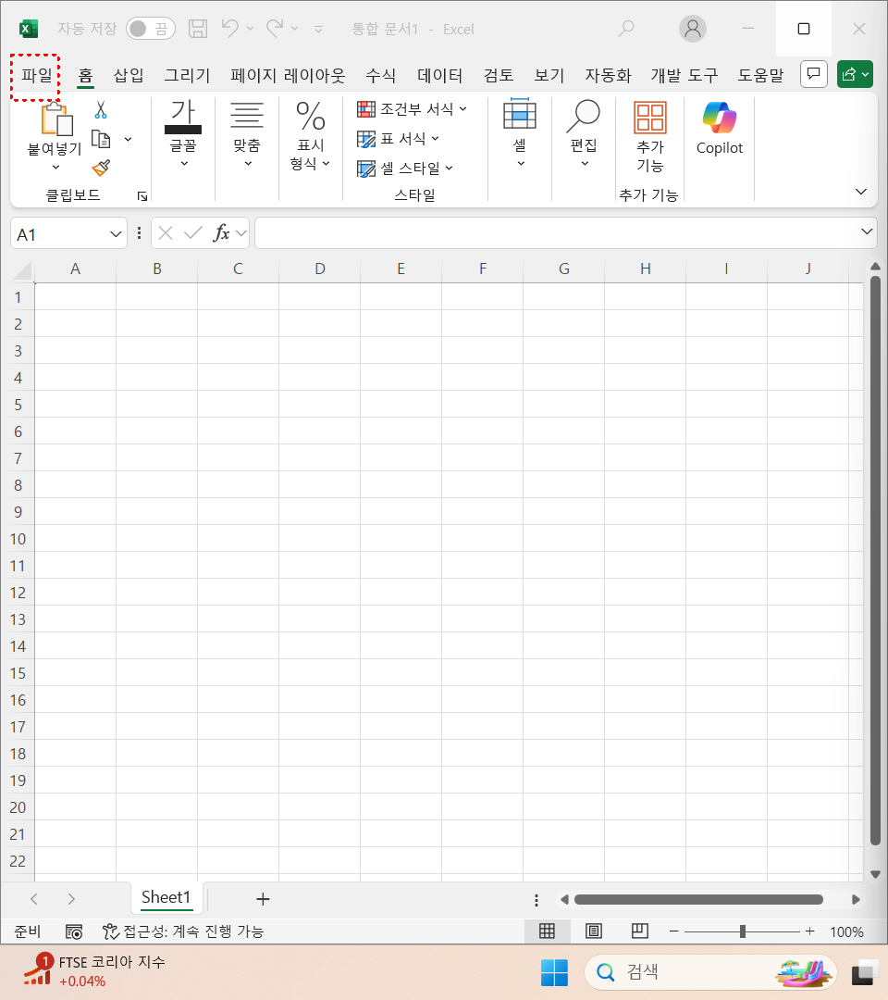 자동 저장 끔 통합 문서1 - Excel
파일 홈 삽입 그리기 페이지 레이아웃 수식 데이터 검토 보기 자동화 개발 도구 도움말
붙여넣기
클립보드
가
글꼴
맞춤
%
표시
형식
조건부 서식
표 서식
셀 스타일
스타일
셀
편집
추가
기능
추가 기능
Copilot
A1 fx
A B C D E F G H I J
1
2
3
4
5
6
7
8
9
10
11
12
13
14
15
16
17
18
19
20
21
22
Sheet1
준비 접근성: 계속 진행 가능 100%
1 FTSE 코리아 지수
+0.04%
검색